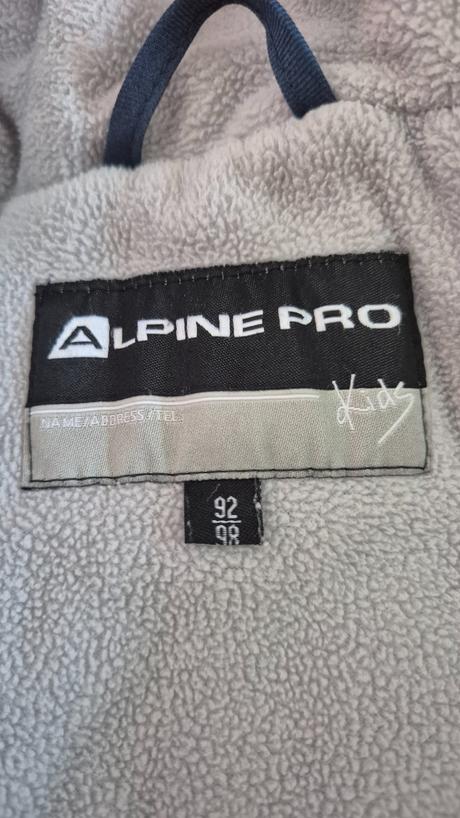 ALPINE PRO
Kids
NAME/ADDRESS/TEL:
92
98